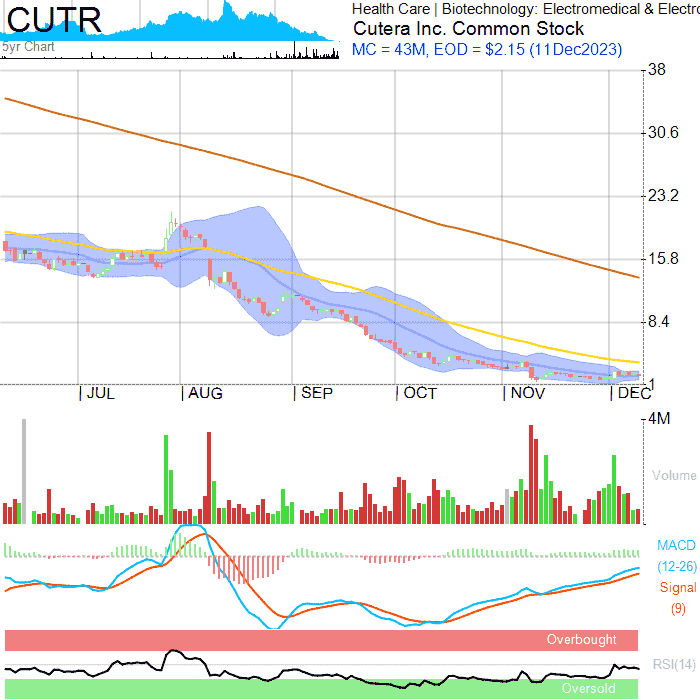 CUTR
Health Care | Biotechnology: Electromedical & Electro
Cutera Inc. Common Stock
MC = 43M, EOD = $2.15 (11Dec2023)
5yr Chart
38
30.6
23.2
15.8
8.4
1
JUL AUG SEP OCT NOV DEC
4M
Volume
MACD
(12-26)
Signal
(9)
Overbought
RSI(14)
Oversold